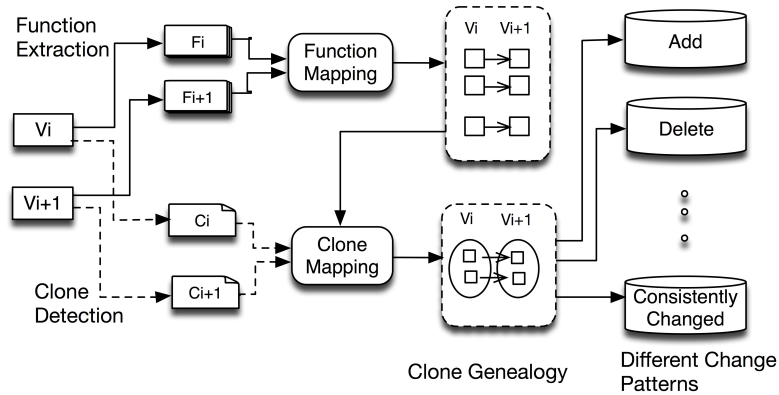 Function
Extraction
Fi
Fi+1
Function
Mapping
Vi Vi+1
Add
Delete
Vi
Vi+1
Ci
Ci+1
Clone
Detection
Clone
Mapping
Vi Vi+1
Consistently
Changed
Clone Genealogy
Different Change
Patterns